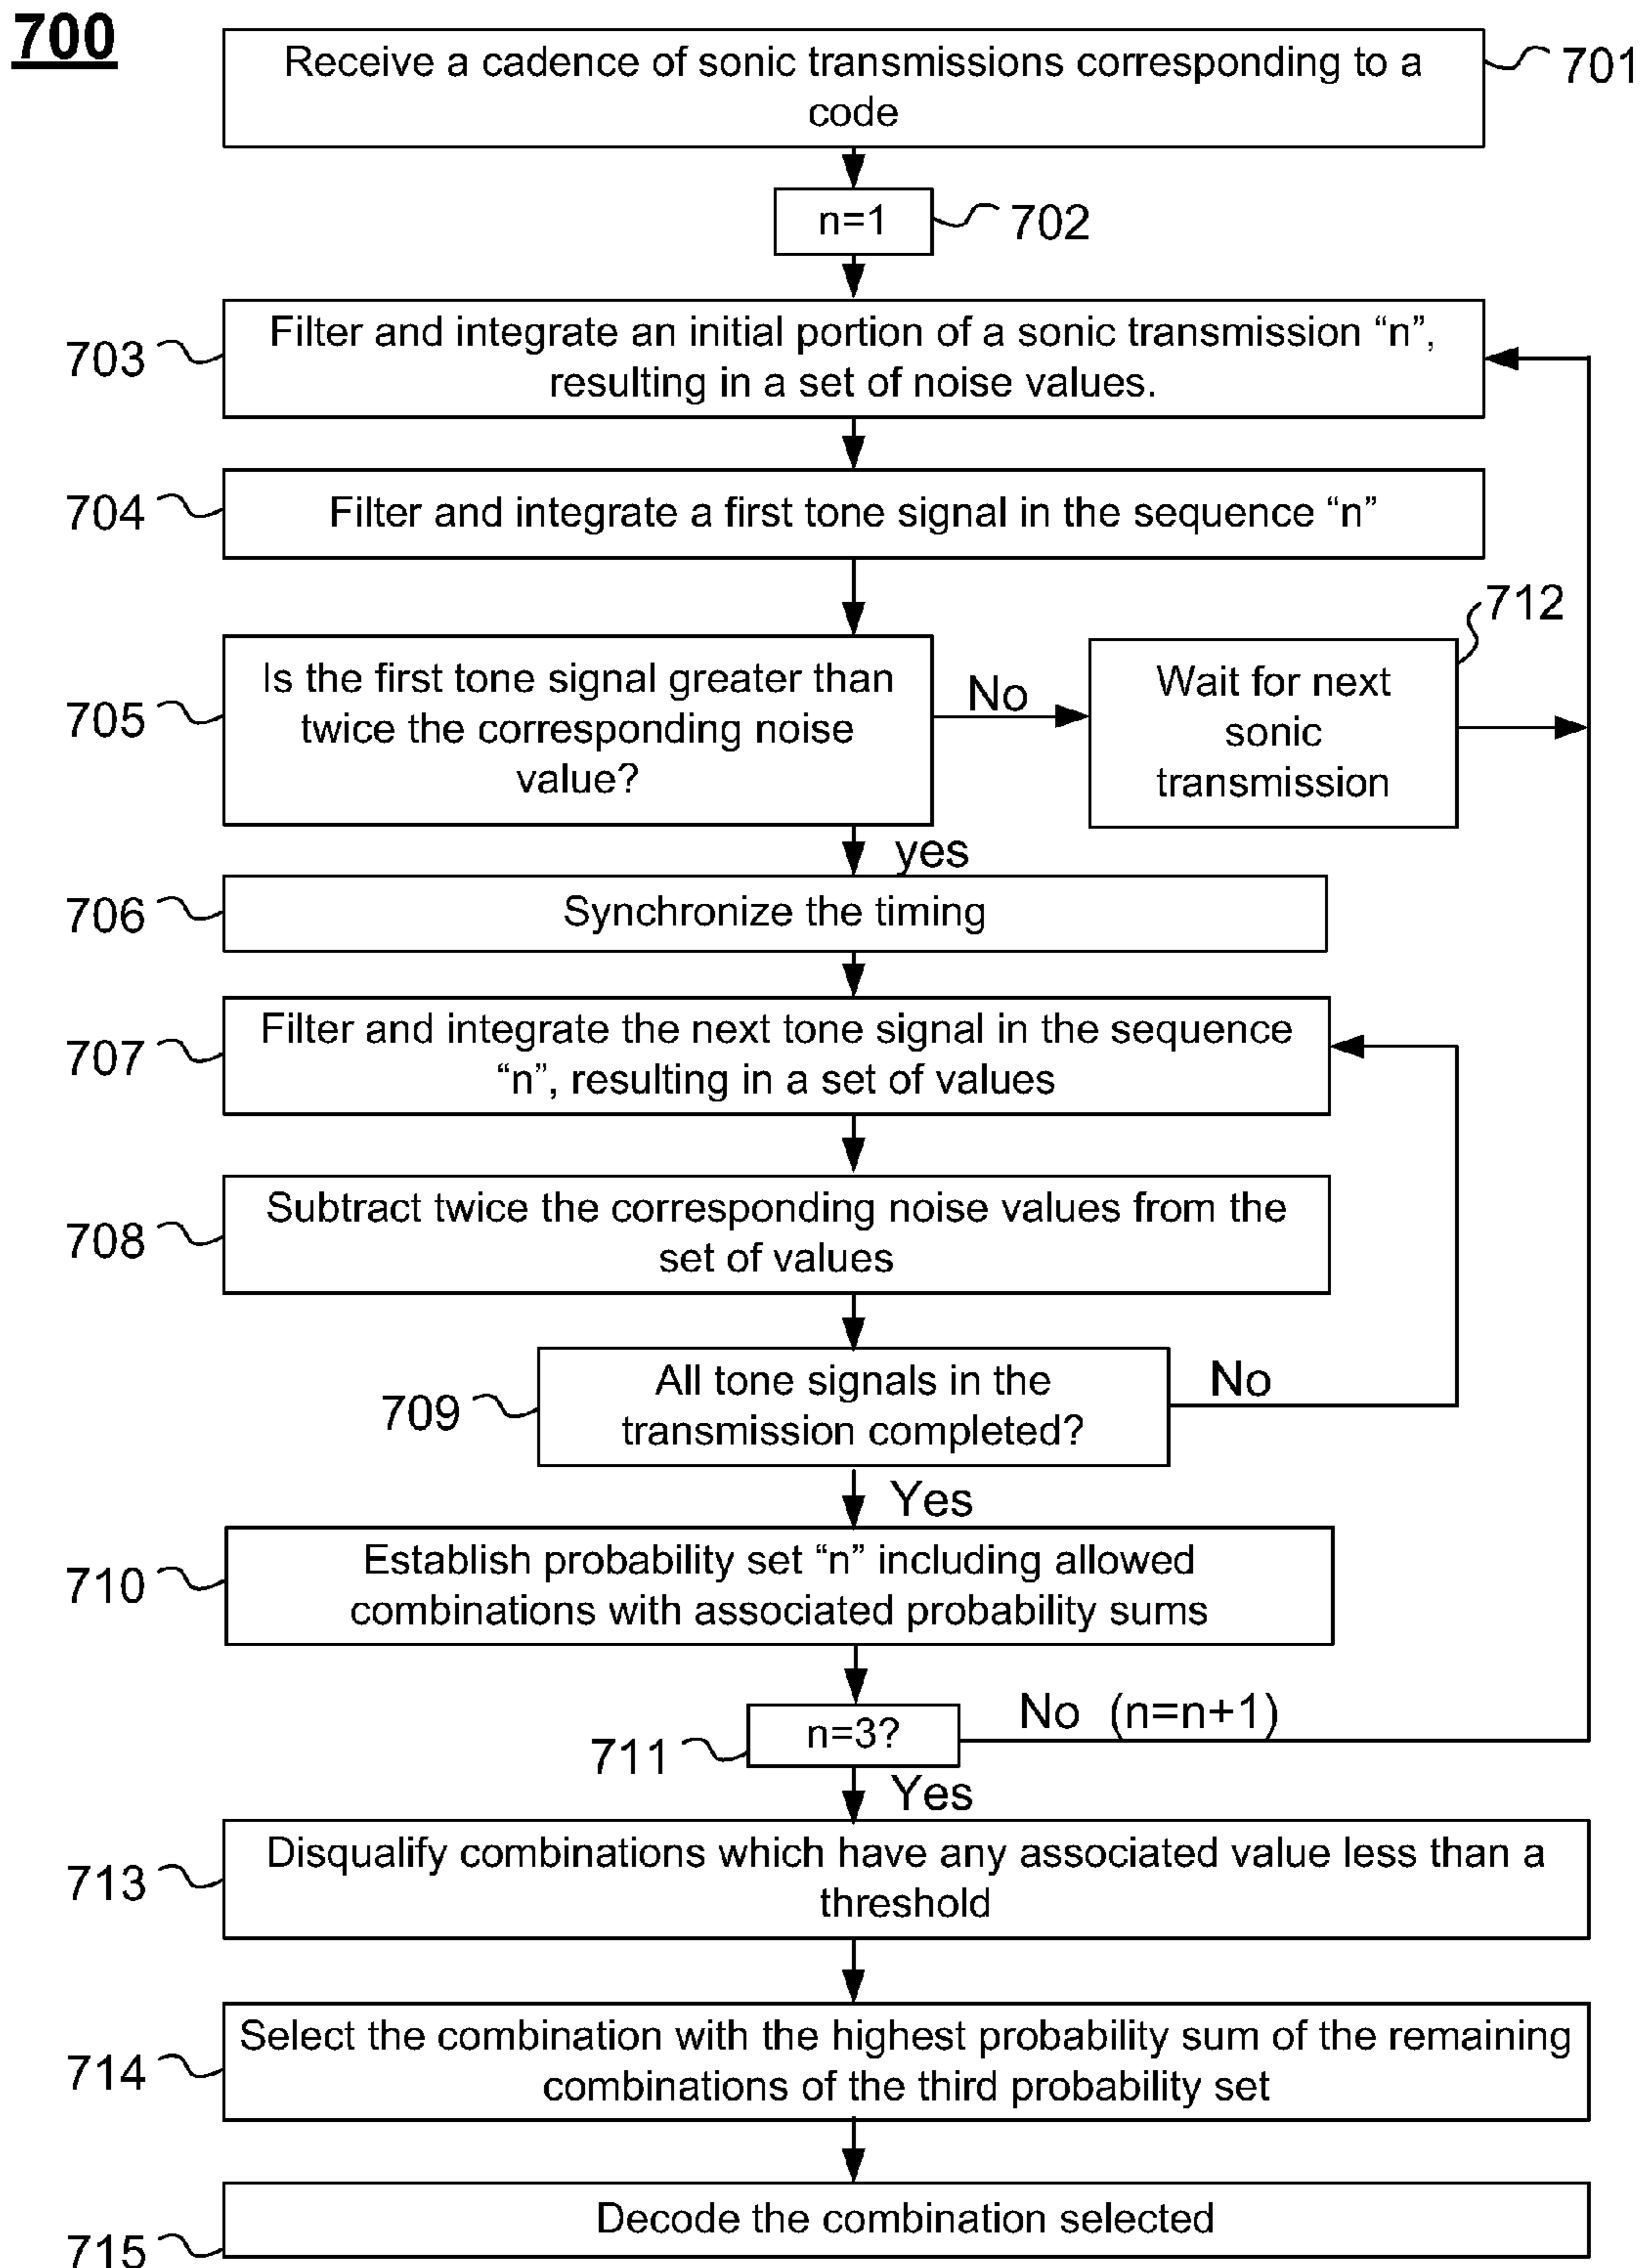 700
Receive a cadence of sonic transmissions corresponding to a
code
701
n=1
702
703
Filter and integrate an initial portion of a sonic transmission “n”,
resulting in a set of noise values.
704
Filter and integrate a first tone signal in the sequence “n”
705
Is the first tone signal greater than
twice the corresponding noise
value?
No
712
Wait for next
sonic
transmission
yes
706
Synchronize the timing
707
Filter and integrate the next tone signal in the sequence
“n”, resulting in a set of values
708
Subtract twice the corresponding noise values from the
set of values
709
All tone signals in the
transmission completed?
No
Yes
710
Establish probability set “n” including allowed
combinations with associated probability sums
711
n=3?
No (n=n+1)
Yes
713
Disqualify combinations which have any associated value less than a
threshold
714
Select the combination with the highest probability sum of the remaining
combinations of the third probability set
715
Decode the combination selected